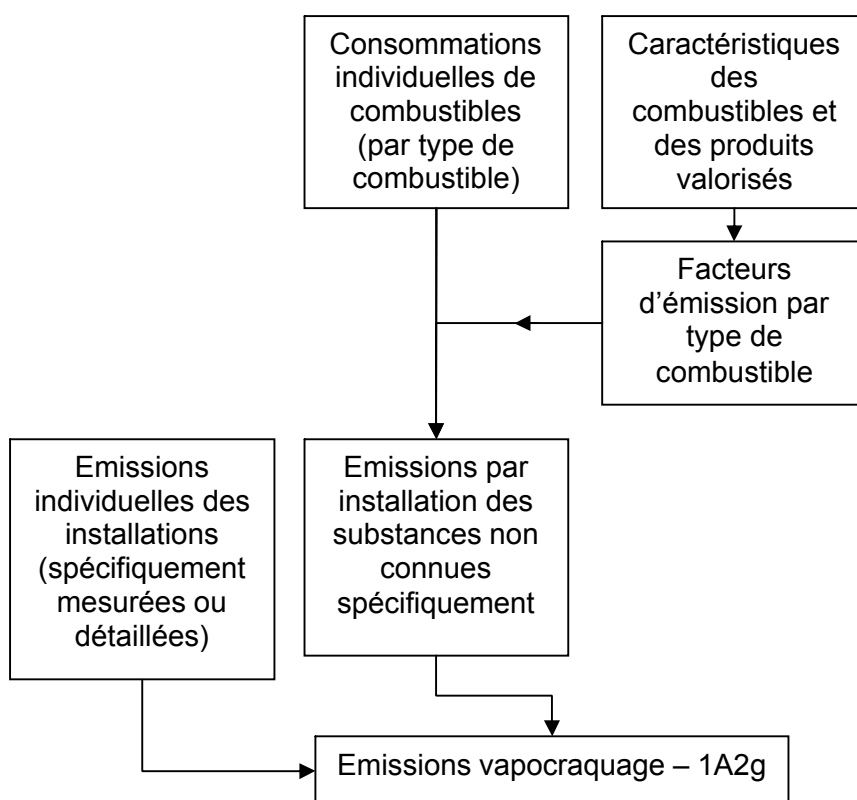 Consommations
individuelles de
combustibles
(par type de
combustible)
Caractéristiques
des
combustibles et
des produits
valorisés
Facteurs
d’émission par
type de
combustible
Emissions
individuelles des
installations
(spécifiquement
mesurées ou
détaillées)
Emissions par
installation des
substances non
connues
spécifiquement
Emissions vapocraquage – 1A2g